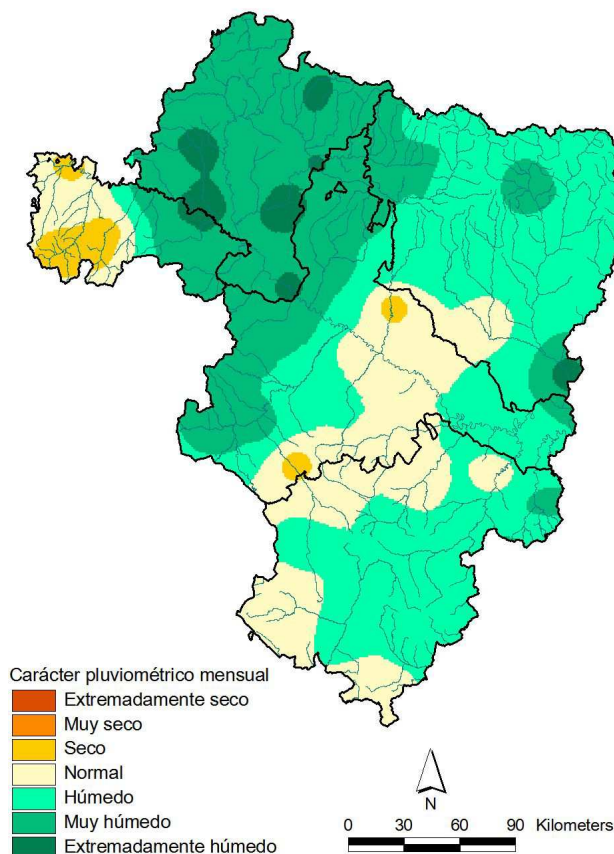 Carácter pluviométrico mensual
Extremadamente seco
Muy seco
Seco
Normal
Húmedo
Muy húmedo
Extremadamente húmedo
N
0 30 60 90 Kilometers